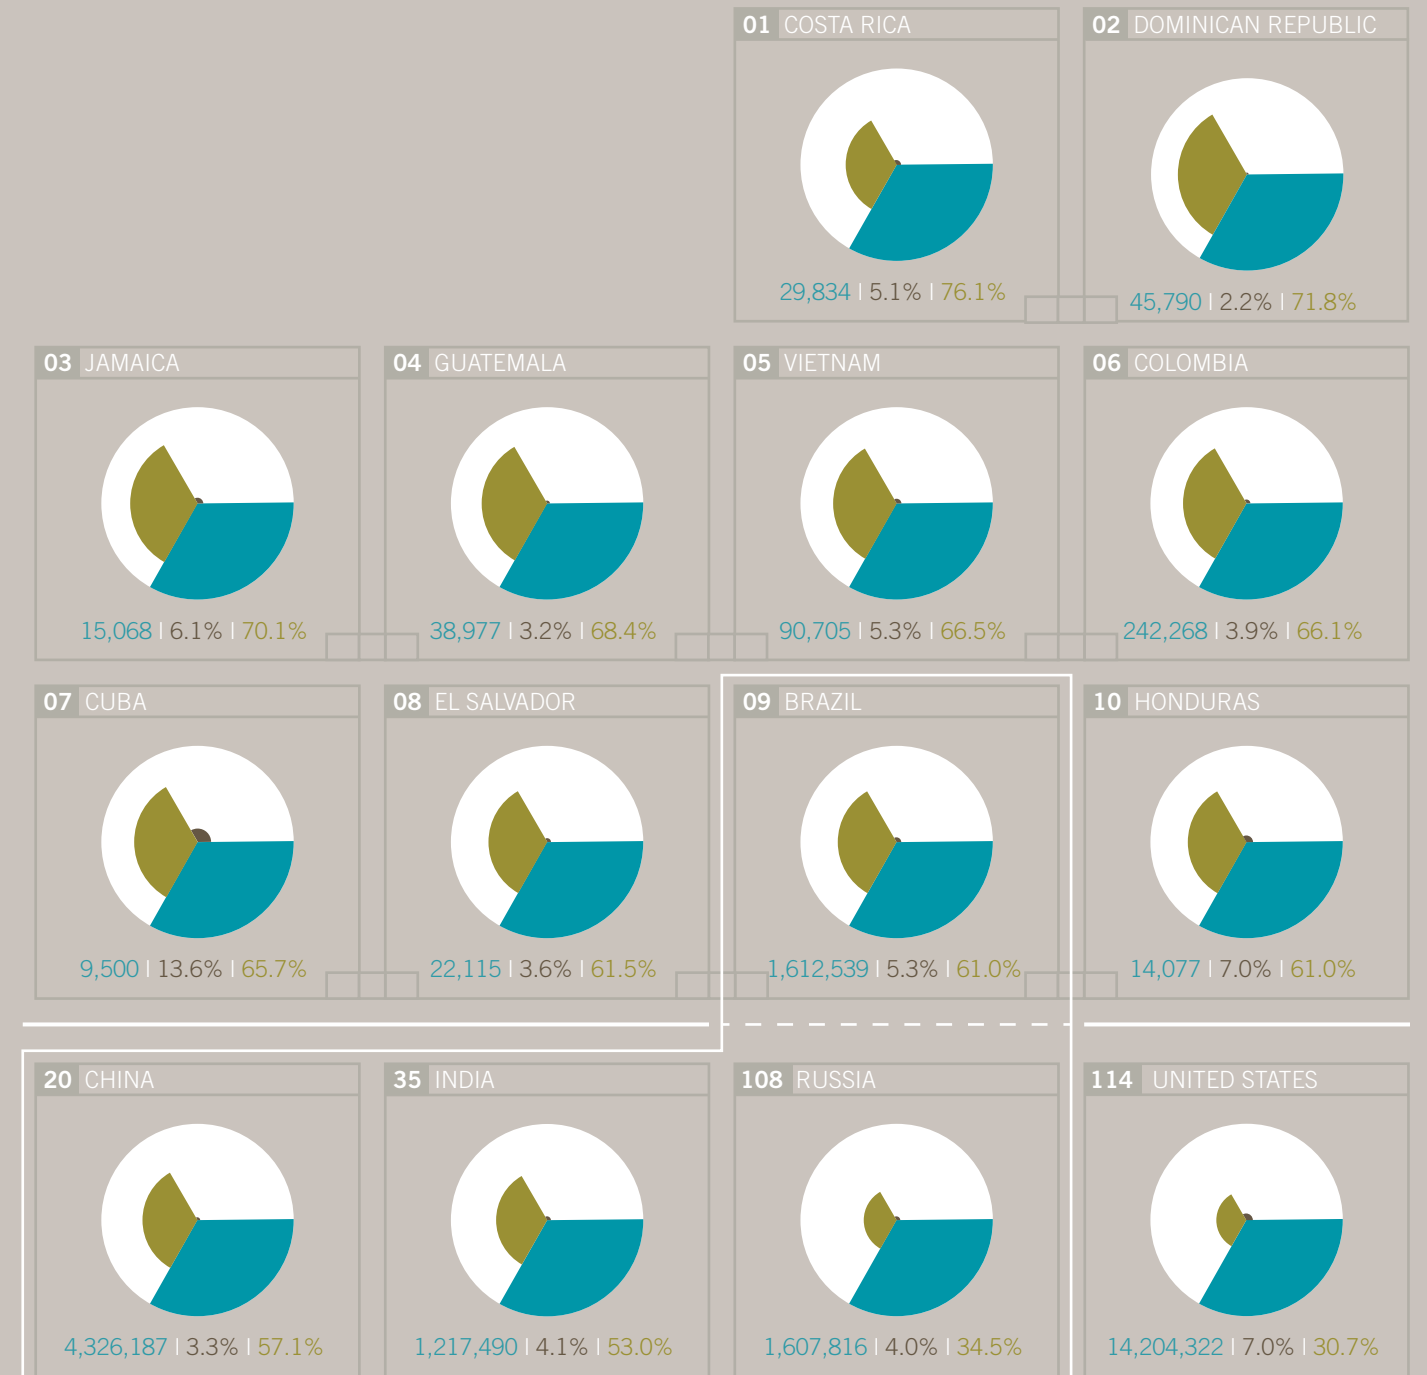 01 COSTA RICA
02 DOMINICAN REPUBLIC
29,834 | 5.1% | 76.1%
45,790 | 2.2% | 71.8%
03 JAMAICA
04 GUATEMALA
05 VIETNAM
06 COLOMBIA
15,068 | 6.1% | 70.1%
38,977 | 3.2% | 68.4%
90,705 | 5.3% | 66.5%
242,268 | 3.9% | 66.1%
07 CUBA
08 EL SALVADOR
09 BRAZIL
10 HONDURAS
9,500 | 13.6% | 65.7%
22,115 | 3.6% | 61.5%
1,612,539 | 5.3% | 61.0%
14,077 | 7.0% | 61.0%
20 CHINA
35 INDIA
108 RUSSIA
114 UNITED STATES
4,326,187 | 3.3% | 57.1%
1,217,490 | 4.1% | 53.0%
1,607,816 | 4.0% | 34.5%
14,204,322 | 7.0% | 30.7%